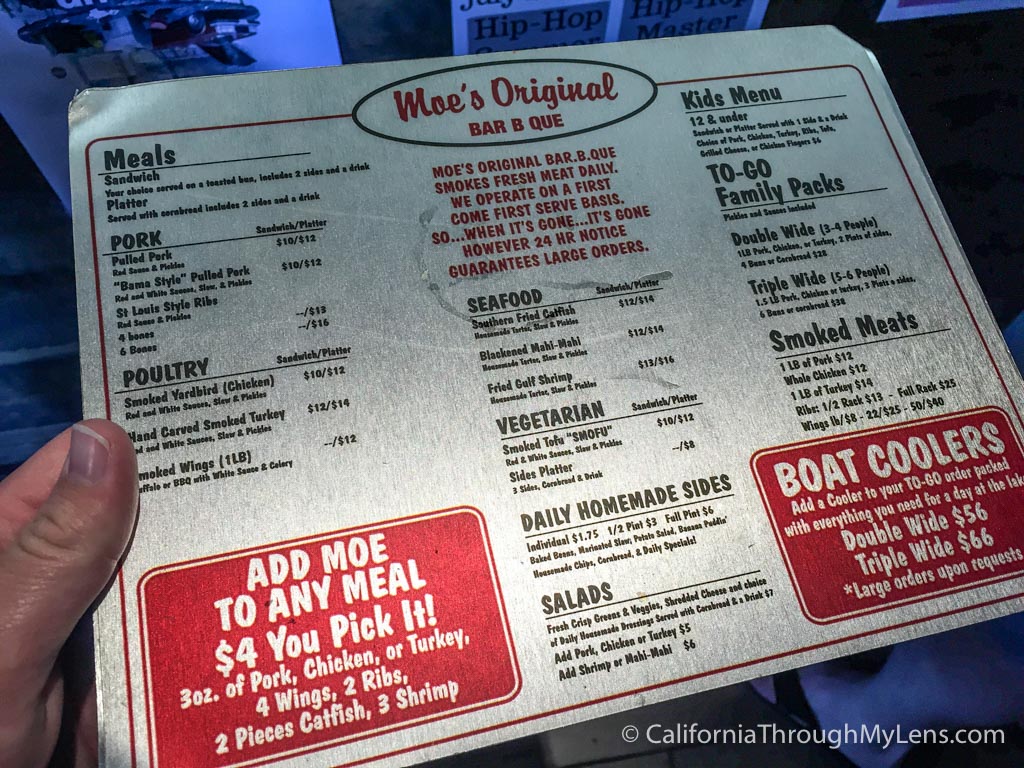 Hip-Hop
Hip-Hop
Master
Moe's Original
BAR B QUE
Meals
Sandwich
Your choice served on a toasted bun, includes 2 sides and a drink
Platter
Served with cornbread includes 2 sides and a drink
PORK Sandwich/Platter
Pulled Pork $10/$12
Red Sauce & Pickles
"Bama Style" Pulled Pork $10/$12
Red and White Sauces, Slaw, & Pickles
St Louis Style Ribs
Red Sauce & Pickles
4 bones --/$13
6 Bones --/$16
POULTRY Sandwich/Platter
Smoked Yardbird (Chicken) $10/$12
Red and White Sauces, Slaw & Pickles
Hand Carved Smoked Turkey $12/$14
Red and White Sauces, Slaw & Pickles
Smoked Wings (1LB) --/$12
Buffalo or BBQ with White Sauce & Celery
ADD MOE
TO ANY MEAL
$4 You Pick It!
3oz. of Pork, Chicken, or Turkey,
4 Wings, 2 Ribs,
2 Pieces Catfish, 3 Shrimp
MOE'S ORIGINAL BAR.B.QUE
SMOKES FRESH MEAT DAILY.
WE OPERATE ON A FIRST
COME FIRST SERVE BASIS.
SO...WHEN IT'S GONE...IT'S GONE
HOWEVER 24 HR NOTICE
GUARANTEES LARGE ORDERS.
SEAFOOD Sandwich/Platter
Southern Fried Catfish $12/$14
Housemade Tartar, Slaw & Pickles
Blackened Mahi-Mahi $12/$14
Housemade Tartar, Slaw & Pickles
Fried Gulf Shrimp $13/$16
Housemade Tartar, Slaw & Pickles
VEGETARIAN Sandwich/Platter
Smoked Tofu "SMOFU" $10/$12
Red & White Sauces, Slaw & Pickles
Sides Platter --/$8
3 Sides, Cornbread & Drink
DAILY HOMEMADE SIDES
Individual $1.75 1/2 Pint $3 Full Pint $6
Baked Beans, Marinated Slaw, Potato Salad, Banana Puddin'
Housemade Chips, Cornbread, & Daily Specials!
SALADS
Fresh Crisp Greens & Veggies, Shredded Cheese and choice
of Daily Housemade Dressings Served with Cornbread & a Drink $7
Add Pork, Chicken or Turkey $5
Add Shrimp or Mahi-Mahi $6
Kids Menu
12 & under
Sandwich or Platter Served with 1 Side & a Drink
Choice of Pork, Chicken, Turkey, Ribs, Tofu,
Grilled Cheese, or Chicken Fingers $6
TO-GO
Family Packs
Pickles and Sauces included
Double Wide (3-4 People)
1LB Pork, Chicken, or Turkey, 2 Pints of sides,
4 Buns or Cornbread $28
Triple Wide (5-6 People)
1.5 LB Pork, Chicken or turkey, 3 Pints o sides,
6 Buns or cornbread $38
Smoked Meats
1 LB of Pork $12
Whole Chicken $12
1 LB of Turkey $14
Ribs: 1/2 Rack $13 - Full Rack $25
Wings lb/$8 - 22/$25 - 50/$40
BOAT COOLERS
Add a Cooler to your TO-GO order packed
with everything you need for a day at the lake
Double Wide $56
Triple Wide $66
*Large orders upon requests
© CaliforniaThroughMyLens.com